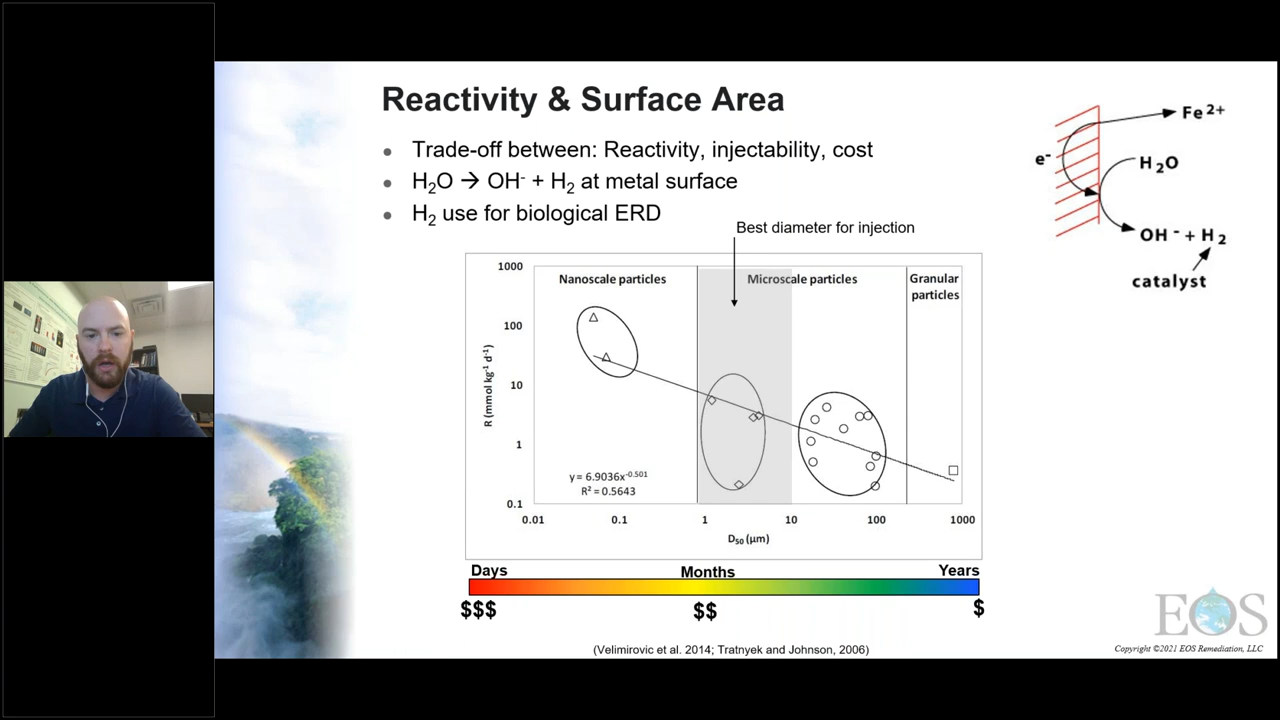 Reactivity & Surface Area
• Trade-off between: Reactivity, injectability, cost
• H₂O → OH⁻ + H₂ at metal surface
• H₂ use for biological ERD
Fe²⁺
e⁻
H₂O
OH⁻ + H₂
catalyst
Best diameter for injection
Nanoscale particles
Microscale particles
Granular
particles
R (mmol kg⁻¹ d⁻¹)
1000
100
10
1
0.1
y = 6.9036x⁻⁰·⁵⁰¹
R² = 0.5643
0.01 0.1 1 10 100 1000
D₅₀ (µm)
Days Months Years
$$$ $$ $
(Velimirovic et al. 2014; Tratnyek and Johnson, 2006)
EOS
Copyright ©2021 EOS Remediation, LLC